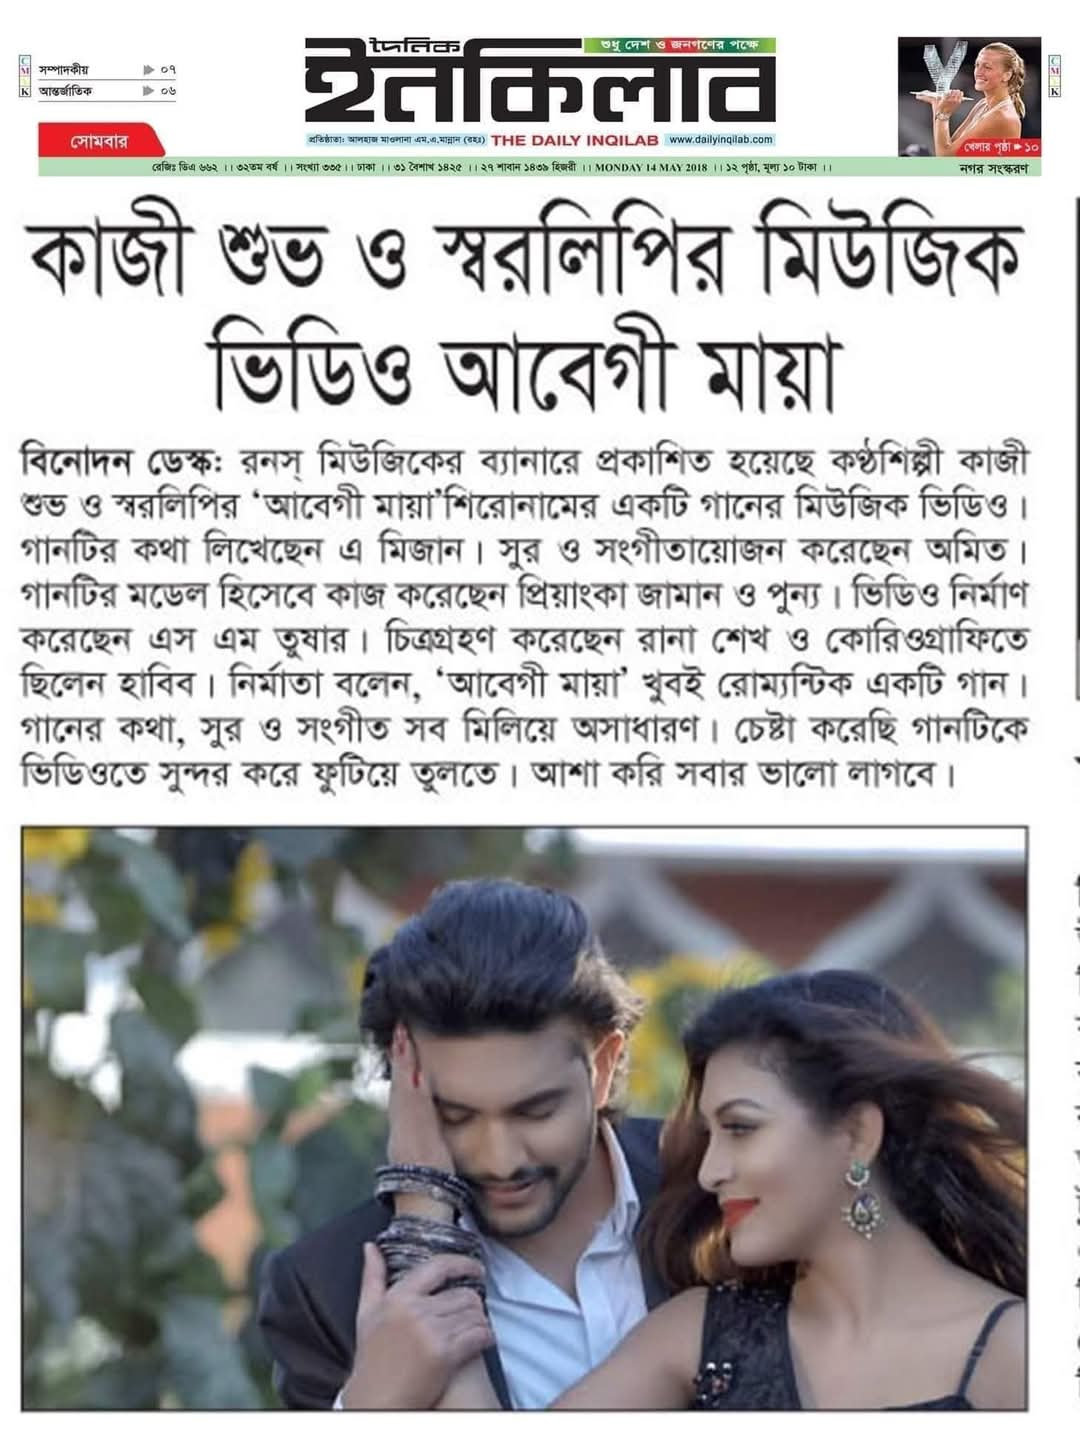 সম্পাদকীয় ০৭
আন্তর্জাতিক ০৬
সোমবার
দৈনিক
শুধু দেশ ও জনগণের পক্ষে
ইনকিলাব
প্রতিষ্ঠাতা: আলহাজ মাওলানা এম,এ,মান্নান (রহঃ) THE DAILY INQILAB www.dailyinqilab.com
খেলার পৃষ্ঠা ১০
রেজিঃ ডিএ ৬৬২ ।। ৩২তম বর্ষ ।। সংখ্যা ৩৩৫।। ঢাকা ।। ৩১ বৈশাখ ১৪২৫ ।। ২৭ শাবান ১৪৩৯ হিজরী ।। MONDAY 14 MAY 2018 ।। ১২ পৃষ্ঠা, মূল্য ১০ টাকা ।।
নগর সংস্করণ
কাজী শুভ ও স্বরলিপির মিউজিক
ভিডিও আবেগী মায়া
বিনোদন ডেস্ক: রনস্ মিউজিকের ব্যানারে প্রকাশিত হয়েছে কণ্ঠশিল্পী কাজী
শুভ ও স্বরলিপির ‘আবেগী মায়া’শিরোনামের একটি গানের মিউজিক ভিডিও।
গানটির কথা লিখেছেন এ মিজান। সুর ও সংগীতায়োজন করেছেন অমিত।
গানটির মডেল হিসেবে কাজ করেছেন প্রিয়াংকা জামান ও পুন্য। ভিডিও নির্মাণ
করেছেন এস এম তুষার। চিত্রগ্রহণ করেছেন রানা শেখ ও কোরিওগ্রাফিতে
ছিলেন হাবিব। নির্মাতা বলেন, ‘আবেগী মায়া’ খুবই রোম্যন্টিক একটি গান।
গানের কথা, সুর ও সংগীত সব মিলিয়ে অসাধারণ। চেষ্টা করেছি গানটিকে
ভিডিওতে সুন্দর করে ফুটিয়ে তুলতে। আশা করি সবার ভালো লাগবে।